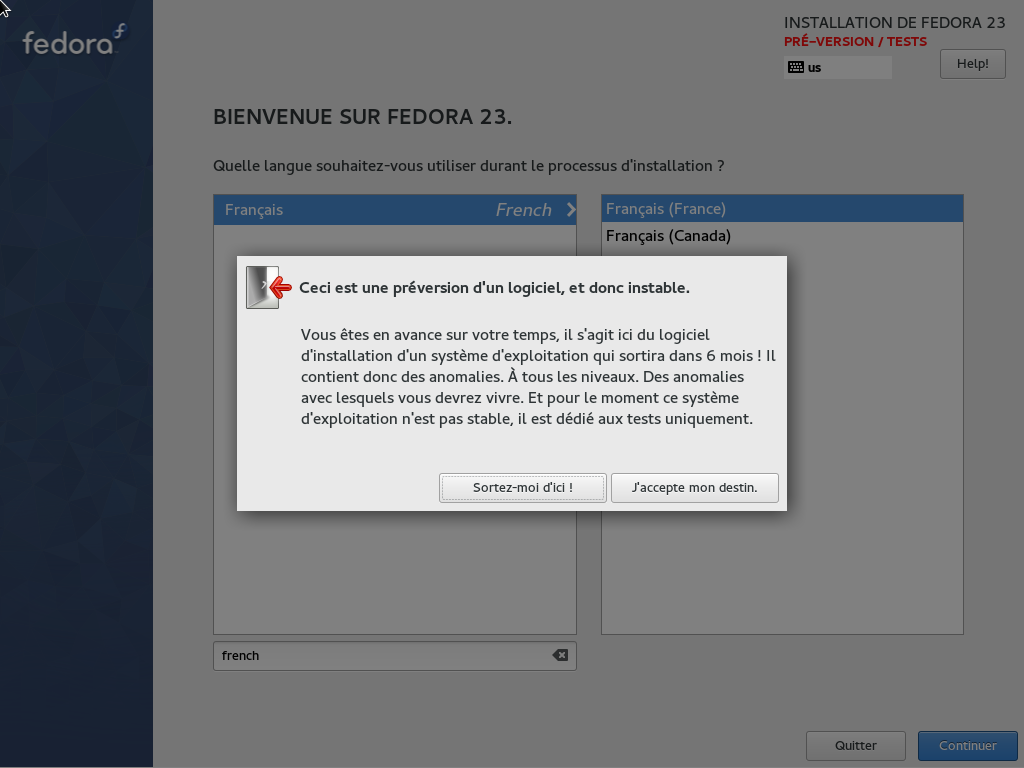 fedora
INSTALLATION DE FEDORA 23
PRÉ-VERSION / TESTS
us
Help!
BIENVENUE SUR FEDORA 23.
Quelle langue souhaitez-vous utiliser durant le processus d'installation ?
Français French
Français (France)
Français (Canada)
Ceci est une préversion d'un logiciel, et donc instable.
Vous êtes en avance sur votre temps, il s'agit ici du logiciel
d'installation d'un système d'exploitation qui sortira dans 6 mois ! Il
contient donc des anomalies. À tous les niveaux. Des anomalies
avec lesquels vous devrez vivre. Et pour le moment ce système
d'exploitation n'est pas stable, il est dédié aux tests uniquement.
Sortez-moi d'ici !
J'accepte mon destin.
french
Quitter
Continuer